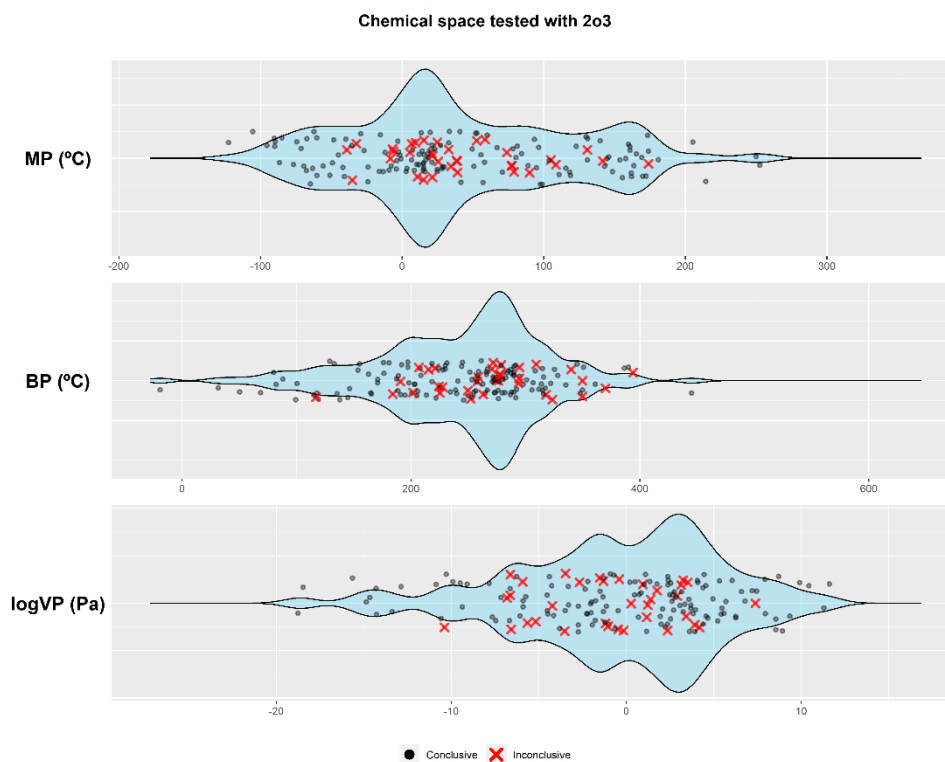 Chemical space tested with 2o3
MP (ºC)
-200 -100 0 100 200 300
BP (ºC)
0 200 400 600
logVP (Pa)
-20 -10 0 10
Conclusive Inconclusive